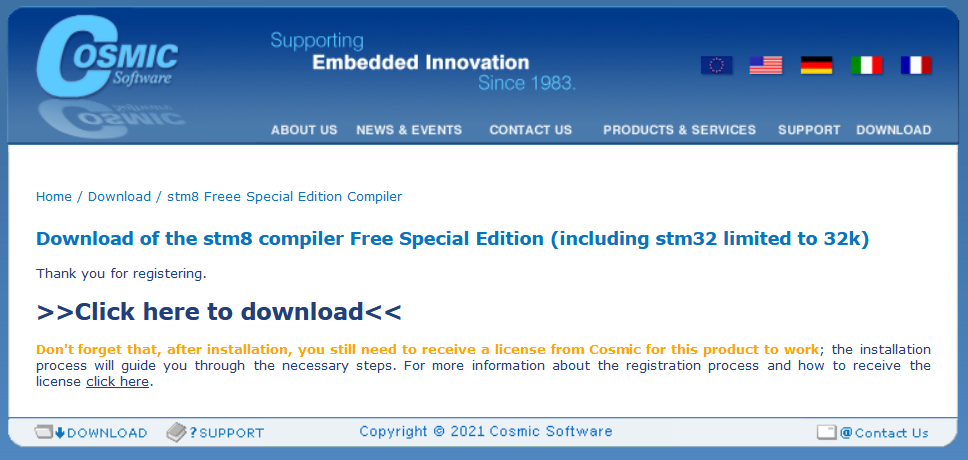 COSMIC
Software
Supporting
Embedded Innovation
Since 1983.
ABOUT US NEWS & EVENTS CONTACT US PRODUCTS & SERVICES SUPPORT DOWNLOAD
Home / Download / stm8 Freee Special Edition Compiler
Download of the stm8 compiler Free Special Edition (including stm32 limited to 32k)
Thank you for registering.
>>Click here to download<<
Don't forget that, after installation, you still need to receive a license from Cosmic for this product to work; the installation
process will guide you through the necessary steps. For more information about the registration process and how to receive the
license click here.
DOWNLOAD ?SUPPORT Copyright © 2021 Cosmic Software @Contact Us